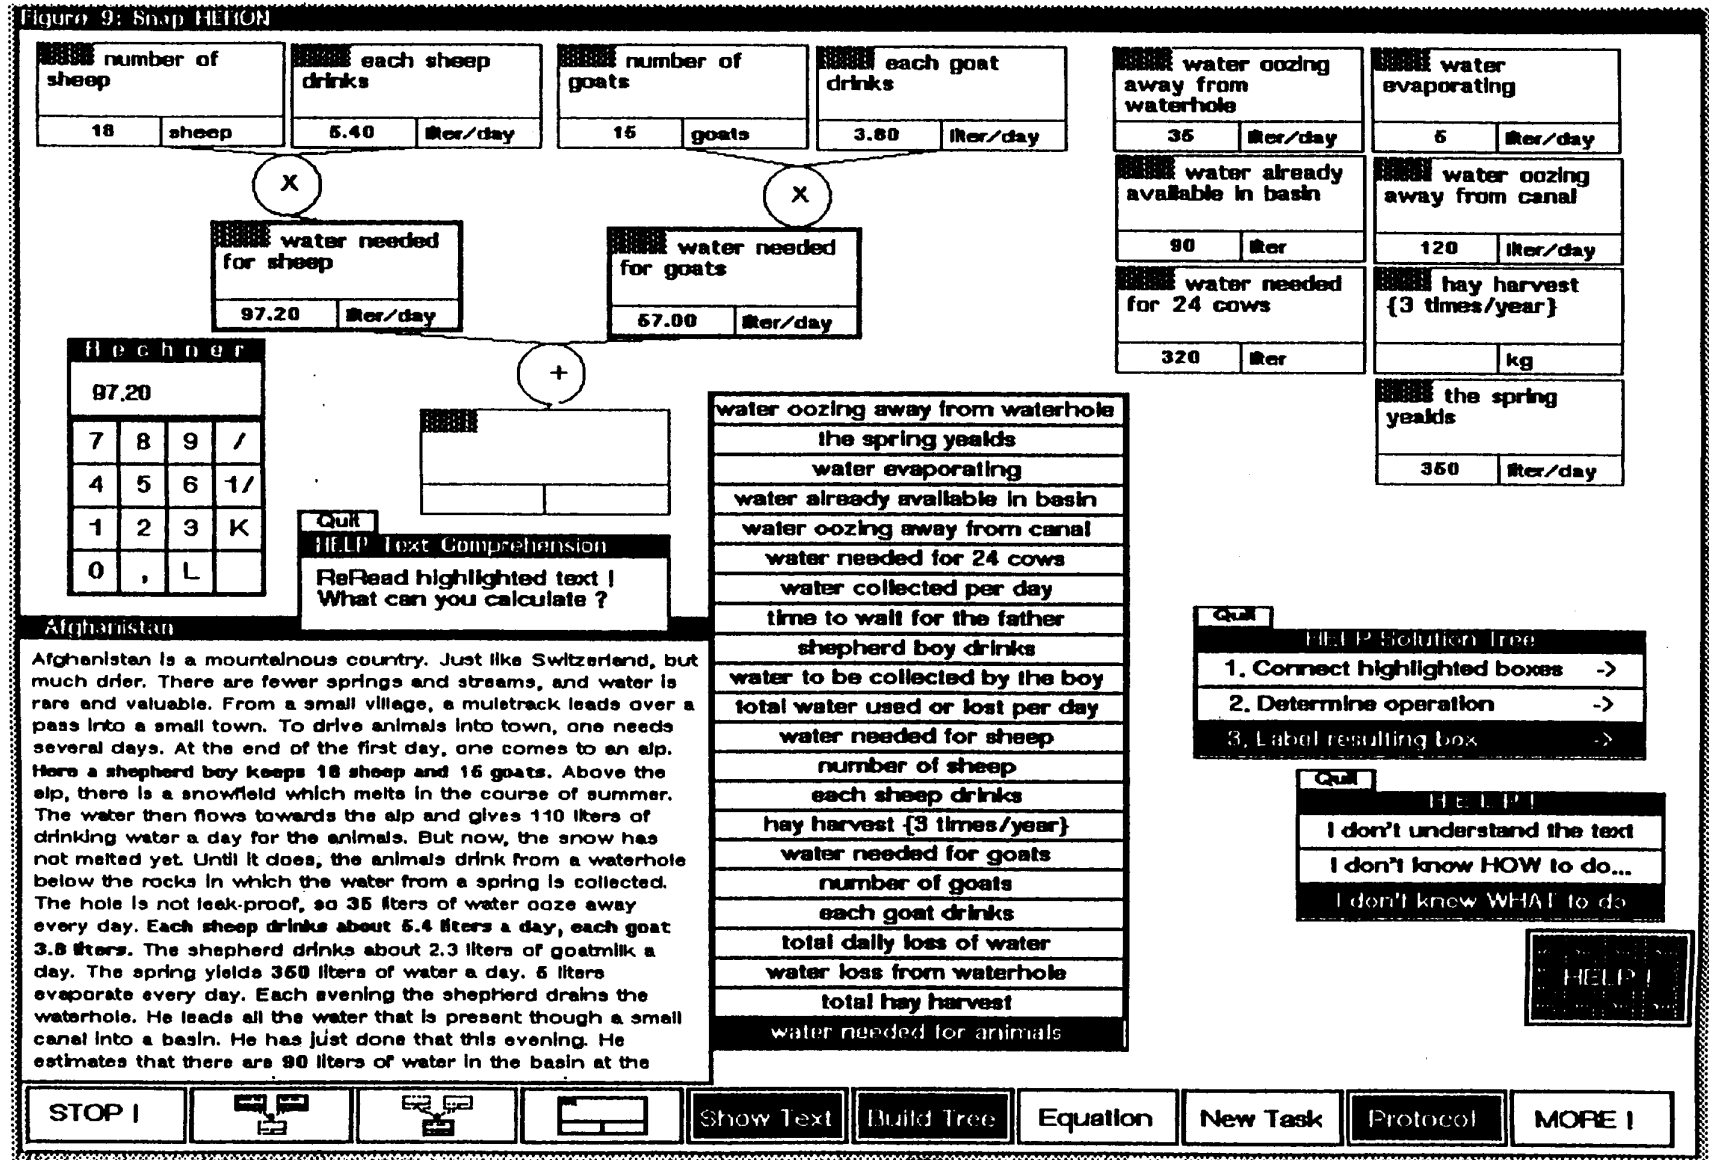 Figure 9: Snap HERON
number of
sheep
18 sheep
each sheep
drinks
5.40 liter/day
number of
goats
15 goats
each goat
drinks
3.80 liter/day
water oozing
away from
waterhole
35 liter/day
water
evaporating
5 liter/day
X
X
water already
available in basin
90 liter
water oozing
away from canal
120 liter/day
water needed
for sheep
97.20 liter/day
water needed
for goats
57.00 liter/day
water needed
for 24 cows
320 liter
hay harvest
{3 times/year}
kg
+
the spring
yealds
350 liter/day
Rechner
97.20
7 8 9 /
4 5 6 1/
1 2 3 K
0 , L
Quit
HELP Text Comprehension
ReRead highlighted text !
What can you calculate ?
water oozing away from waterhole
the spring yealds
water evaporating
water already available in basin
water oozing away from canal
water needed for 24 cows
water collected per day
time to wait for the father
shepherd boy drinks
water to be collected by the boy
total water used or lost per day
water needed for sheep
number of sheep
each sheep drinks
hay harvest {3 times/year}
water needed for goats
number of goats
each goat drinks
total daily loss of water
water loss from waterhole
total hay harvest
water needed for animals
Afghanistan
Afghanistan is a mountainous country. Just like Switzerland, but
much drier. There are fewer springs and streams, and water is
rare and valuable. From a small village, a muletrack leads over a
pass into a small town. To drive animals into town, one needs
several days. At the end of the first day, one comes to an alp.
Here a shepherd boy keeps 18 sheep and 15 goats. Above the
alp, there is a snowfield which melts in the course of summer.
The water then flows towards the alp and gives 110 liters of
drinking water a day for the animals. But now, the snow has
not melted yet. Until it does, the animals drink from a waterhole
below the rocks in which the water from a spring is collected.
The hole is not leak-proof, so 35 liters of water ooze away
every day. Each sheep drinks about 5.4 liters a day, each goat
3.8 liters. The shepherd drinks about 2.3 liters of goatmilk a
day. The spring yields 350 liters of water a day. 5 liters
evaporate every day. Each evening the shepherd drains the
waterhole. He leads all the water that is present though a small
canal into a basin. He has just done that this evening. He
estimates that there are 90 liters of water in the basin at the
Quit
HELP Solution Tree
1. Connect highlighted boxes ->
2. Determine operation ->
3. Label resulting box ->
Quit
HELP!
I don't understand the text
I don't know HOW to do...
I don't know WHAT to do
HELP !
STOP !
Show Text
Build Tree
Equation
New Task
Protocol
MORE !